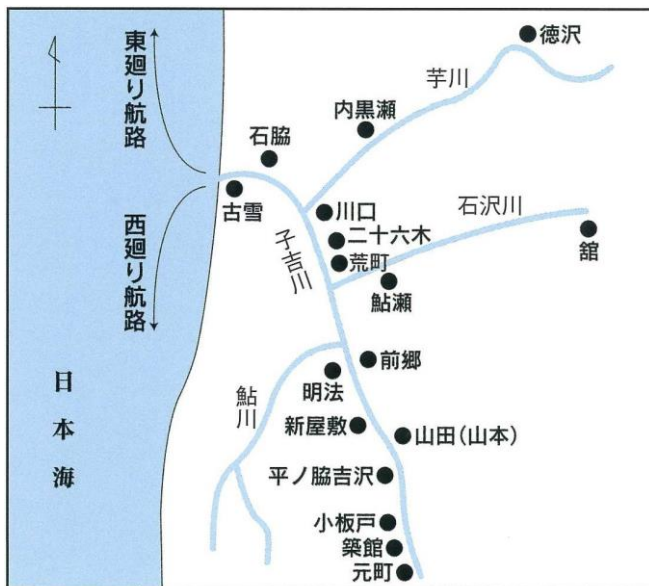 東廻り航路
西廻り航路
日本海
徳沢
芋川
内黒瀬
石脇
古雪
川口
石沢川
二十六木
子吉川
荒町
舘
鮎瀬
前郷
明法
鮎川
新屋敷
山田（山本）
平ノ脇吉沢
小板戸
築館
元町